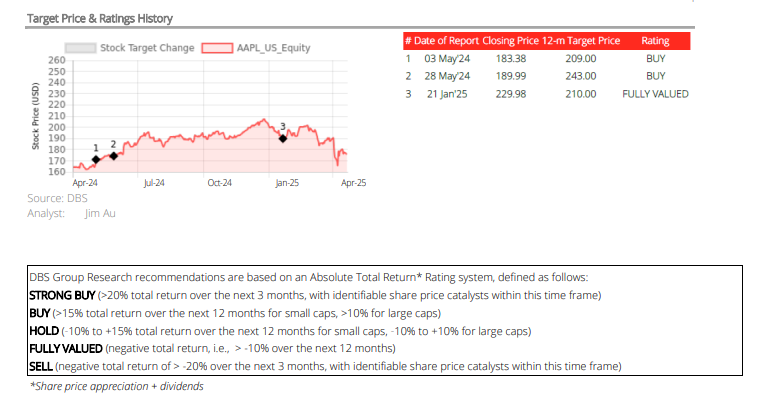 Target Price & Ratings History
Stock Target Change AAPL_US_Equity
Stock Price (USD)
260
250
240
230
220
210
200
190
180
170
160
1
2
3
Apr-24 Jul-24 Oct-24 Jan-25 Apr-25
# Date of Report Closing Price 12-m Target Price Rating
1 03 May'24 183.38 209.00 BUY
2 28 May'24 189.99 243.00 BUY
3 21 Jan'25 229.98 210.00 FULLY VALUED
Source: DBS
Analyst: Jim Au
DBS Group Research recommendations are based on an Absolute Total Return* Rating system, defined as follows:
STRONG BUY (>20% total return over the next 3 months, with identifiable share price catalysts within this time frame)
BUY (>15% total return over the next 12 months for small caps, >10% for large caps)
HOLD (-10% to +15% total return over the next 12 months for small caps, -10% to +10% for large caps)
FULLY VALUED (negative total return, i.e., > -10% over the next 12 months)
SELL (negative total return of > -20% over the next 3 months, with identifiable share price catalysts within this time frame)
*Share price appreciation + dividends